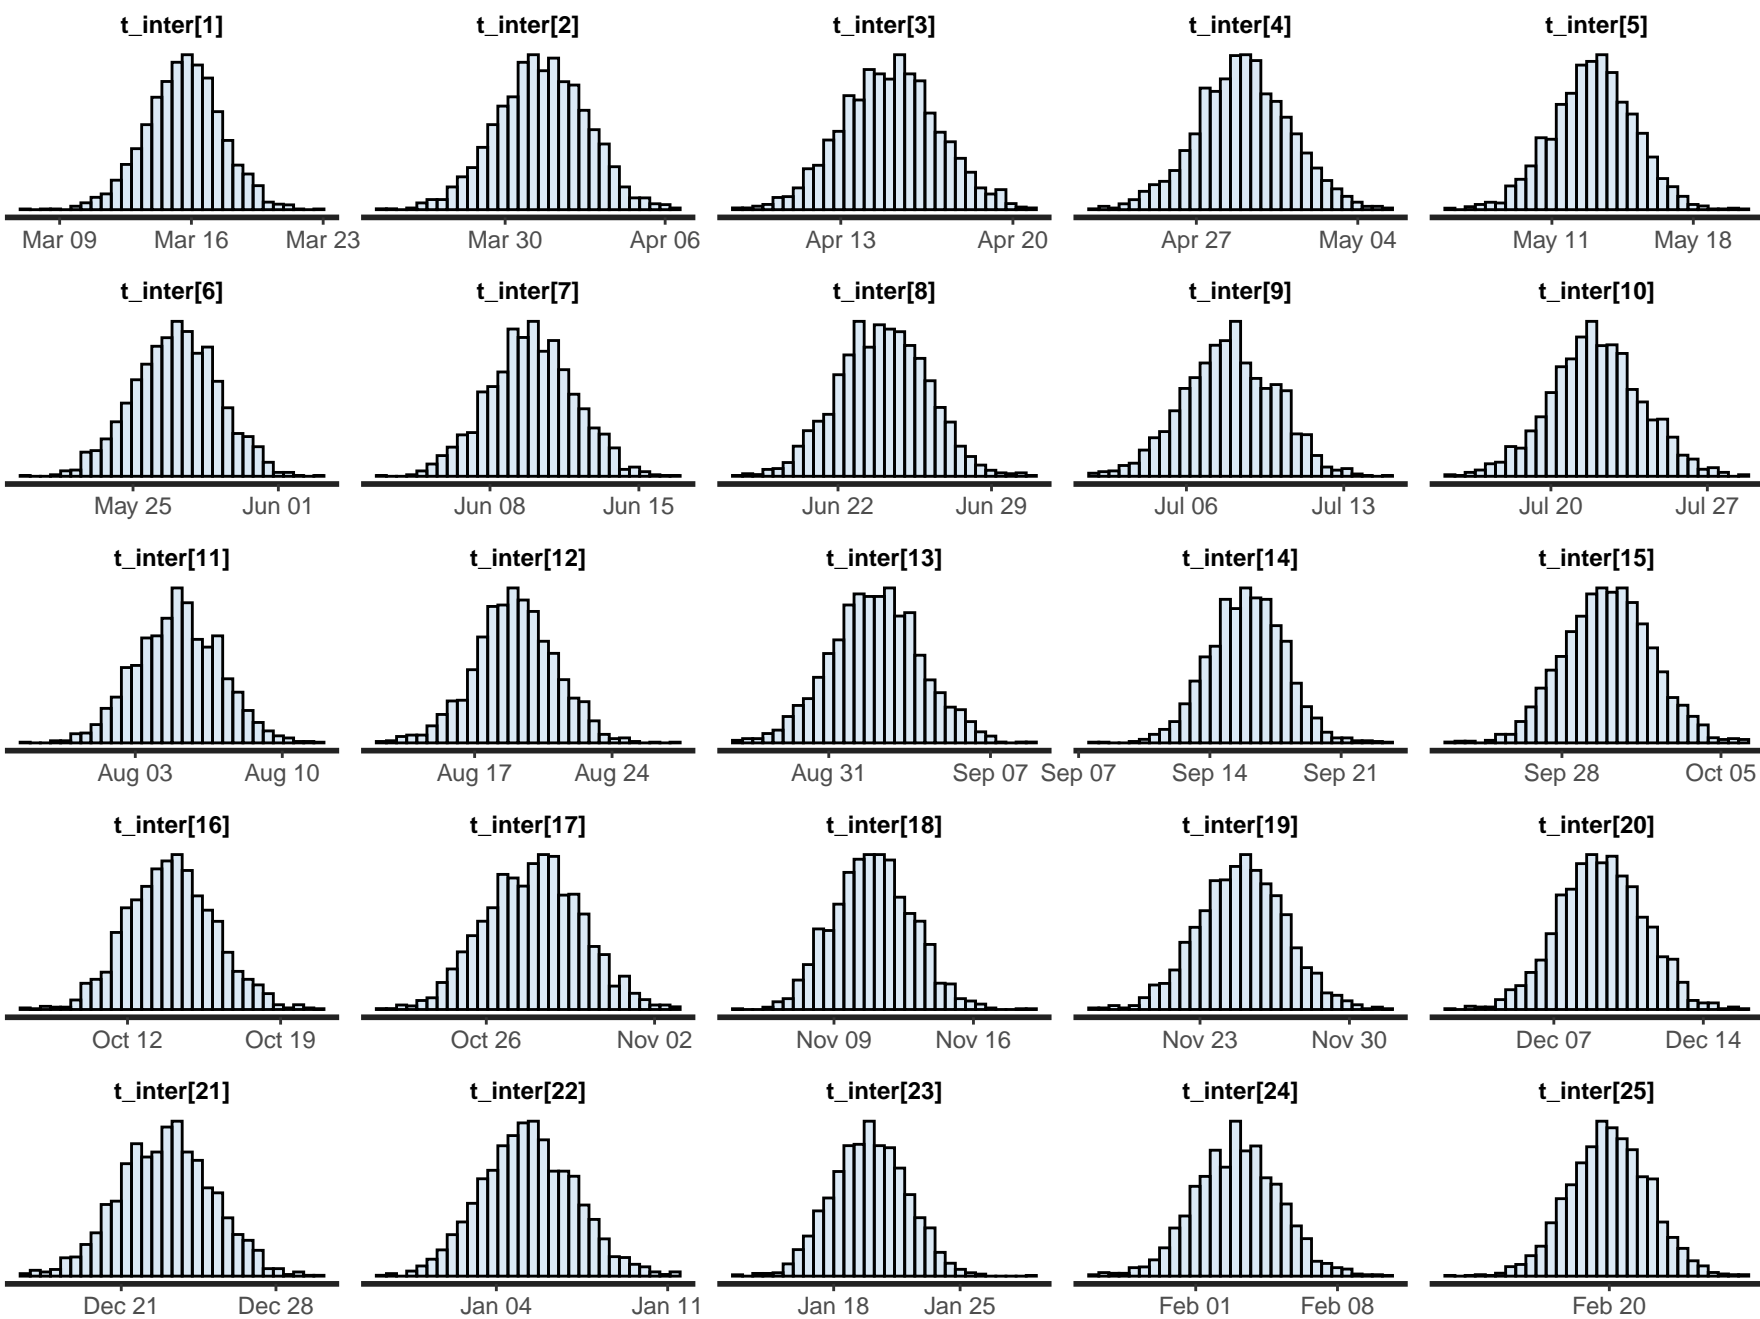 t_inter[1] t_inter[2] t_inter[3] t_inter[4] t_inter[5]
Mar 09 Mar 16 Mar 23 Mar 30 Apr 06 Apr 13 Apr 20 Apr 27 May 04 May 11 May 18
t_inter[6] t_inter[7] t_inter[8] t_inter[9] t_inter[10]
May 25 Jun 01 Jun 08 Jun 15 Jun 22 Jun 29 Jul 06 Jul 13 Jul 20 Jul 27
t_inter[11] t_inter[12] t_inter[13] t_inter[14] t_inter[15]
Aug 03 Aug 10 Aug 17 Aug 24 Aug 31 Sep 07 Sep 07 Sep 14 Sep 21 Sep 28 Oct 05
t_inter[16] t_inter[17] t_inter[18] t_inter[19] t_inter[20]
Oct 12 Oct 19 Oct 26 Nov 02 Nov 09 Nov 16 Nov 23 Nov 30 Dec 07 Dec 14
t_inter[21] t_inter[22] t_inter[23] t_inter[24] t_inter[25]
Dec 21 Dec 28 Jan 04 Jan 11 Jan 18 Jan 25 Feb 01 Feb 08 Feb 20